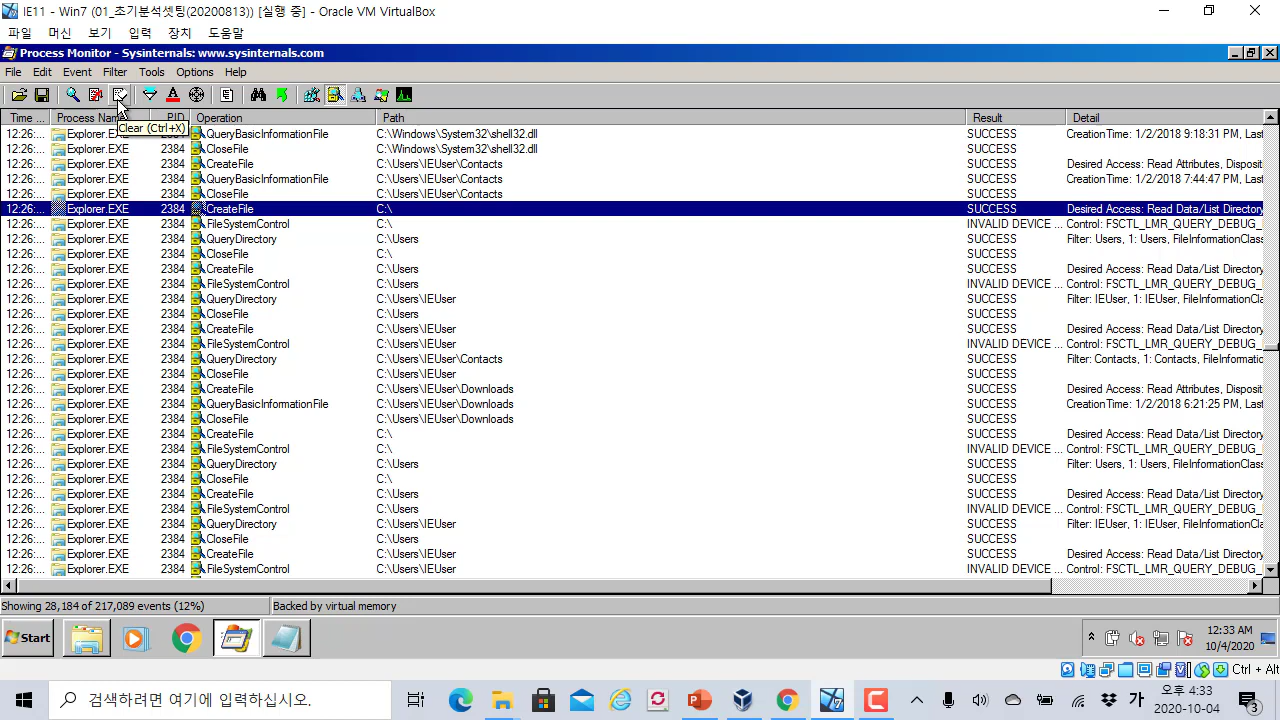 IE11 - Win7 (01_초기분석셋팅(20200813)) [실행 중] - Oracle VM VirtualBox
파일 머신 보기 입력 장치 도움말
Process Monitor - Sysinternals: www.sysinternals.com
File Edit Event Filter Tools Options Help
Time ... Process Name PID Operation Path Result Detail
Clear (Ctrl+X)
12:26:... Explorer.EXE 2384 QueryBasicInformationFile C:\Windows\System32\shell32.dll SUCCESS CreationTime: 1/2/2018 9:18:31 PM, Last
12:26:... Explorer.EXE 2384 CloseFile C:\Windows\System32\shell32.dll SUCCESS
12:26:... Explorer.EXE 2384 CreateFile C:\Users\IEUser\Contacts SUCCESS Desired Access: Read Attributes, Disposit
12:26:... Explorer.EXE 2384 QueryBasicInformationFile C:\Users\IEUser\Contacts SUCCESS CreationTime: 1/2/2018 7:44:47 PM, Last
12:26:... Explorer.EXE 2384 CloseFile C:\Users\IEUser\Contacts SUCCESS
12:26:... Explorer.EXE 2384 CreateFile C:\ SUCCESS Desired Access: Read Data/List Directory
12:26:... Explorer.EXE 2384 FileSystemControl C:\ INVALID DEVICE ... Control: FSCTL_LMR_QUERY_DEBUG_
12:26:... Explorer.EXE 2384 QueryDirectory C:\Users SUCCESS Filter: Users, 1: Users, FileInformationClass
12:26:... Explorer.EXE 2384 CloseFile C:\ SUCCESS
12:26:... Explorer.EXE 2384 CreateFile C:\Users SUCCESS Desired Access: Read Data/List Directory
12:26:... Explorer.EXE 2384 FileSystemControl C:\Users INVALID DEVICE ... Control: FSCTL_LMR_QUERY_DEBUG_
12:26:... Explorer.EXE 2384 QueryDirectory C:\Users\IEUser SUCCESS Filter: IEUser, 1: IEUser, FileInformationCla
12:26:... Explorer.EXE 2384 CloseFile C:\Users SUCCESS
12:26:... Explorer.EXE 2384 CreateFile C:\Users\IEUser SUCCESS Desired Access: Read Data/List Directory
12:26:... Explorer.EXE 2384 FileSystemControl C:\Users\IEUser INVALID DEVICE ... Control: FSCTL_LMR_QUERY_DEBUG_
12:26:... Explorer.EXE 2384 QueryDirectory C:\Users\IEUser\Contacts SUCCESS Filter: Contacts, 1: Contacts, FileInformati
12:26:... Explorer.EXE 2384 CloseFile C:\Users\IEUser SUCCESS
12:26:... Explorer.EXE 2384 CreateFile C:\Users\IEUser\Downloads SUCCESS Desired Access: Read Attributes, Disposit
12:26:... Explorer.EXE 2384 QueryBasicInformationFile C:\Users\IEUser\Downloads SUCCESS CreationTime: 1/2/2018 6:21:25 PM, Last
12:26:... Explorer.EXE 2384 CloseFile C:\Users\IEUser\Downloads SUCCESS
12:26:... Explorer.EXE 2384 CreateFile C:\ SUCCESS Desired Access: Read Data/List Directory
12:26:... Explorer.EXE 2384 FileSystemControl C:\ INVALID DEVICE ... Control: FSCTL_LMR_QUERY_DEBUG_
12:26:... Explorer.EXE 2384 QueryDirectory C:\Users SUCCESS Filter: Users, 1: Users, FileInformationClass
12:26:... Explorer.EXE 2384 CloseFile C:\ SUCCESS
12:26:... Explorer.EXE 2384 CreateFile C:\Users SUCCESS Desired Access: Read Data/List Directory
12:26:... Explorer.EXE 2384 FileSystemControl C:\Users INVALID DEVICE ... Control: FSCTL_LMR_QUERY_DEBUG_
12:26:... Explorer.EXE 2384 QueryDirectory C:\Users\IEUser SUCCESS Filter: IEUser, 1: IEUser, FileInformationCla
12:26:... Explorer.EXE 2384 CloseFile C:\Users SUCCESS
12:26:... Explorer.EXE 2384 CreateFile C:\Users\IEUser SUCCESS Desired Access: Read Data/List Directory
12:26:... Explorer.EXE 2384 FileSystemControl C:\Users\IEUser INVALID DEVICE ... Control: FSCTL_LMR_QUERY_DEBUG_
Showing 28,184 of 217,089 events (12%) Backed by virtual memory
Start 12:33 AM
10/4/2020
Ctrl + Al
검색하려면 여기에 입력하십시오. 가 오후 4:33
2020-10-04 3